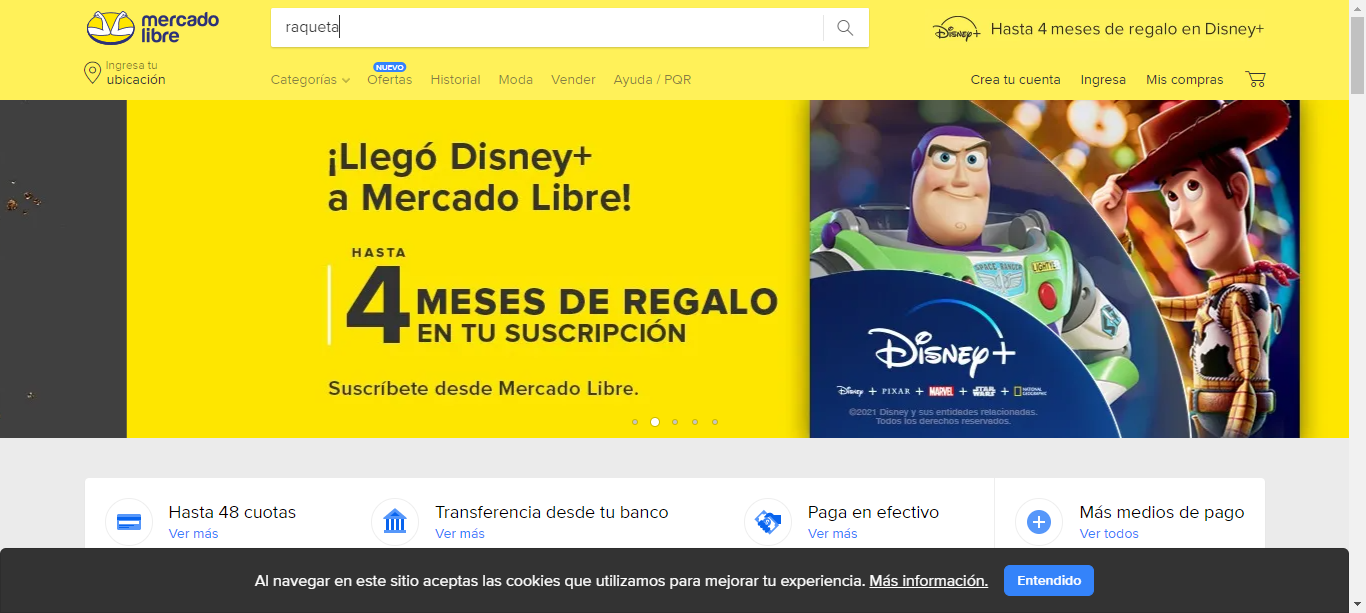 mercado
libre
raqueta
Disney+
Hasta 4 meses de regalo en Disney+
Ingresa tu
ubicación
Categorías
NUEVO
Ofertas
Historial
Moda
Vender
Ayuda / PQR
Crea tu cuenta
Ingresa
Mis compras
¡Llegó Disney+
a Mercado Libre!
HASTA
4 MESES DE REGALO
EN TU SUSCRIPCIÓN
Suscríbete desde Mercado Libre.
SPACE RANGER
LIGHTYE
Disney+
Disney + PIXAR + MARVEL + STAR WARS + NATIONAL GEOGRAPHIC
©2021 Disney y sus entidades relacionadas.
Todos los derechos reservados.
Hasta 48 cuotas
Ver más
Transferencia desde tu banco
Ver más
Paga en efectivo
Ver más
Más medios de pago
Ver todos
Al navegar en este sitio aceptas las cookies que utilizamos para mejorar tu experiencia. Más información.
Entendido